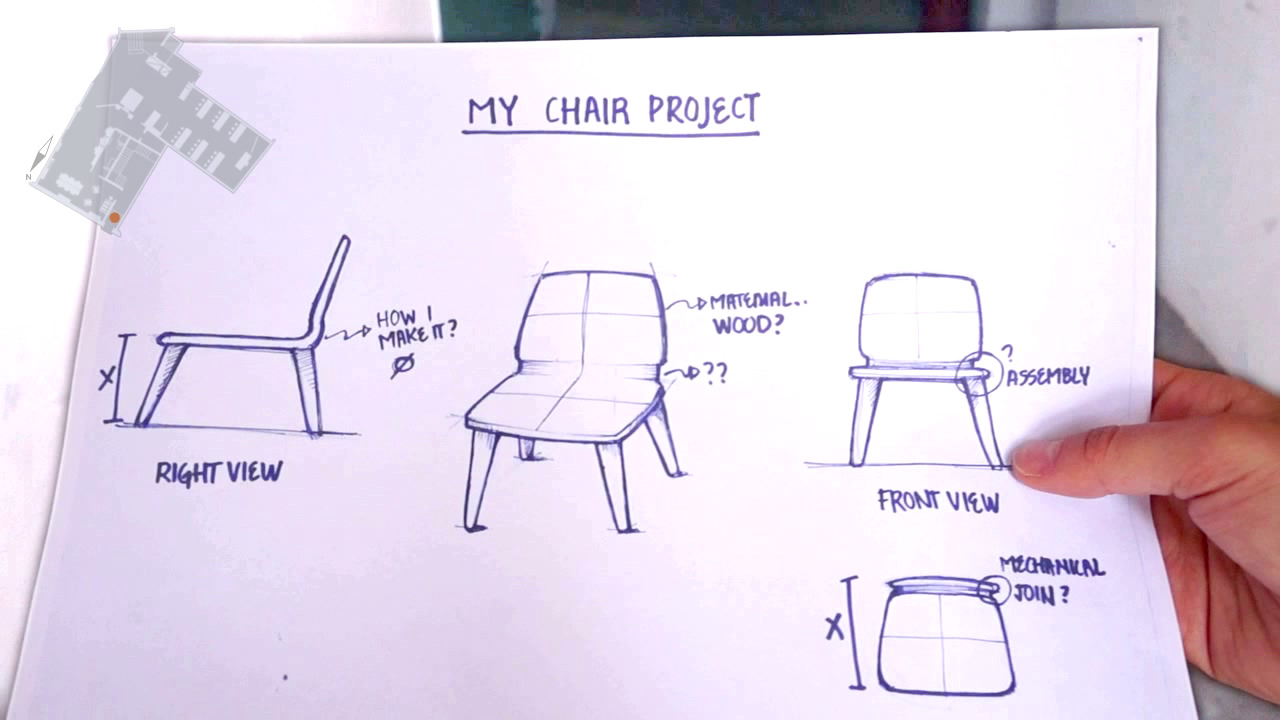 MY CHAIR PROJECT
N
HOW I
MAKE IT?
X
RIGHT VIEW
MATERIAL..
WOOD?
??
?
ASSEMBLY
FRONT VIEW
MECHANICAL
JOIN?
X